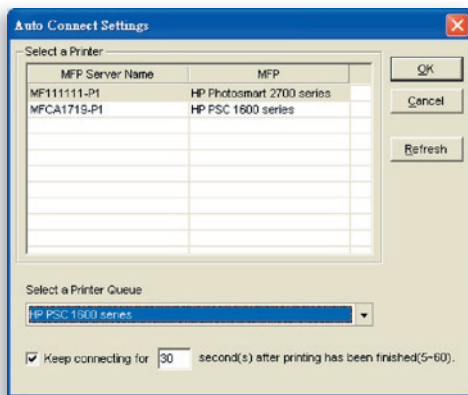 Auto Connect Settings
Select a Printer
MFP Server Name MFP
MF111111-P1 HP Photosmart 2700 series
MFCA1719-P1 HP PSC 1600 series
OK
Cancel
Refresh
Select a Printer Queue
HP PSC 1600 series
Keep connecting for 30 second(s) after printing has been finished(5~60).